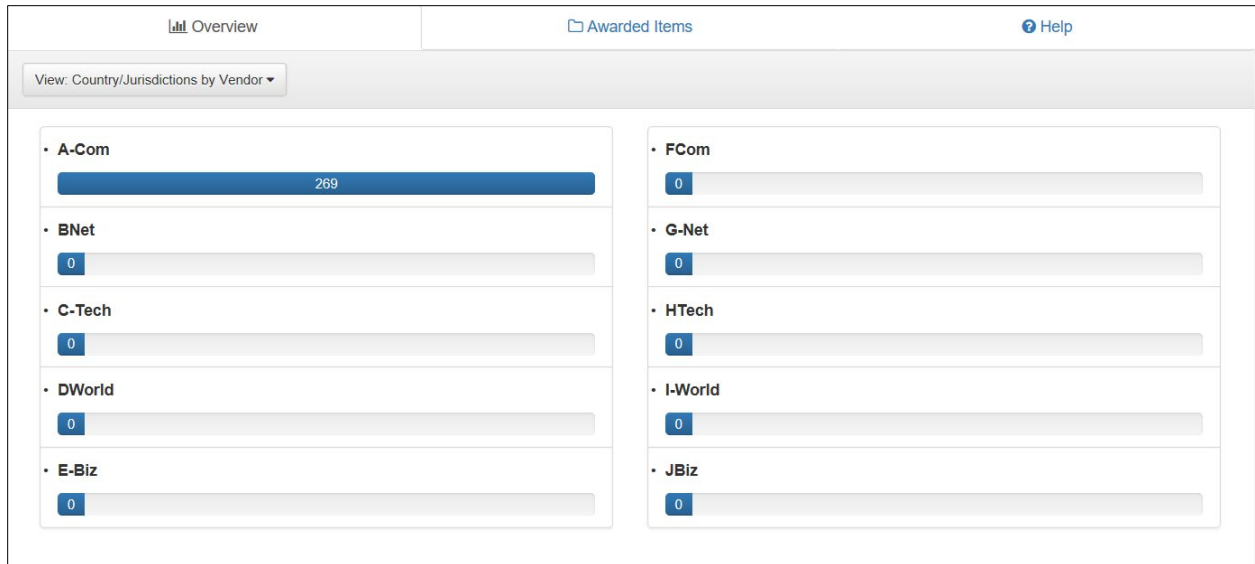 Overview
Awarded Items
Help
View: Country/Jurisdictions by Vendor
• A-Com
269
• BNet
0
• C-Tech
0
• DWorld
0
• E-Biz
0
• FCom
0
• G-Net
0
• HTech
0
• I-World
0
• JBiz
0